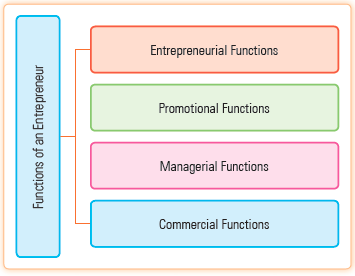 Functions of an Entrepreneur
Entrepreneurial Functions
Promotional Functions
Managerial Functions
Commercial Functions